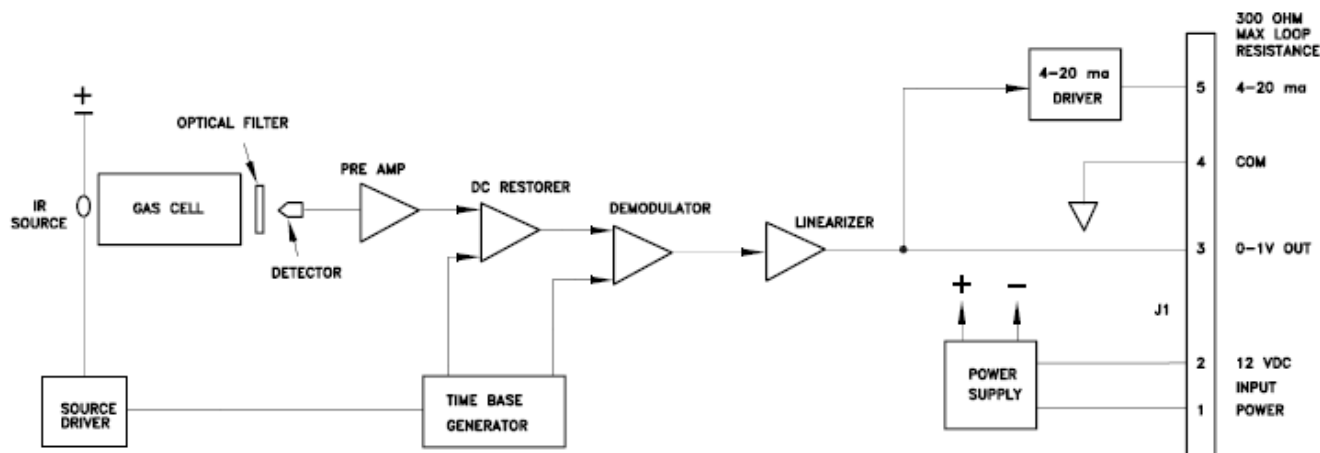 300 OHM
MAX LOOP
RESISTANCE
4-20 ma
DRIVER
5
4-20 ma
+
OPTICAL FILTER
PRE AMP
4
COM
IR
SOURCE
GAS CELL
DC RESTORER
DEMODULATOR
LINEARIZER
DETECTOR
3
0-1V OUT
+
−
J1
SOURCE
DRIVER
TIME BASE
GENERATOR
POWER
SUPPLY
2
12 VDC
INPUT
1
POWER